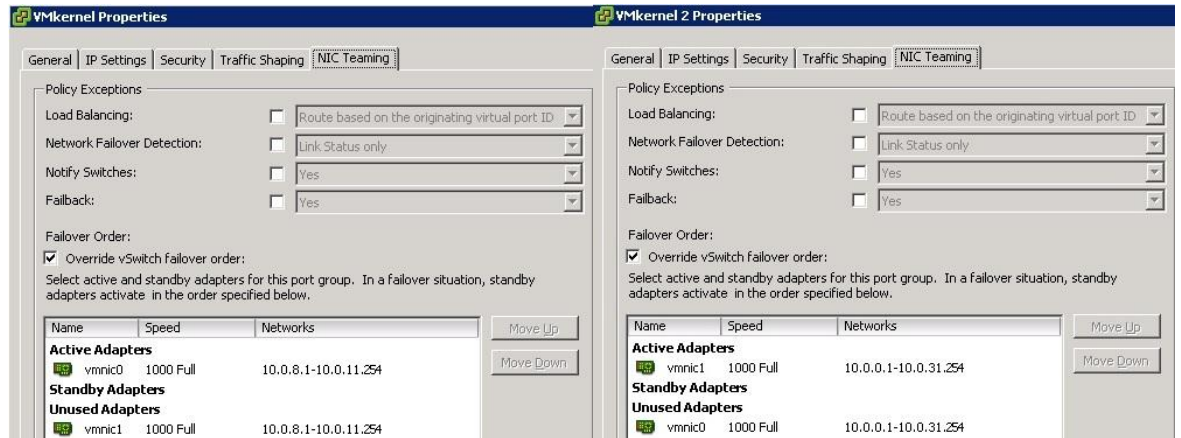 VMkernel Properties
General IP Settings Security Traffic Shaping NIC Teaming
Policy Exceptions
Load Balancing: Route based on the originating virtual port ID
Network Failover Detection: Link Status only
Notify Switches: Yes
Failback: Yes
Failover Order:
Override vSwitch failover order:
Select active and standby adapters for this port group. In a failover situation, standby
adapters activate in the order specified below.
Name Speed Networks Move Up
Active Adapters
vmnic0 1000 Full 10.0.8.1-10.0.11.254 Move Down
Standby Adapters
Unused Adapters
vmnic1 1000 Full 10.0.8.1-10.0.11.254
VMkernel 2 Properties
General IP Settings Security Traffic Shaping NIC Teaming
Policy Exceptions
Load Balancing: Route based on the originating virtual port ID
Network Failover Detection: Link Status only
Notify Switches: Yes
Failback: Yes
Failover Order:
Override vSwitch failover order:
Select active and standby adapters for this port group. In a failover situation, standby
adapters activate in the order specified below.
Name Speed Networks Move Up
Active Adapters
vmnic1 1000 Full 10.0.0.1-10.0.31.254 Move Down
Standby Adapters
Unused Adapters
vmnic0 1000 Full 10.0.0.1-10.0.31.254